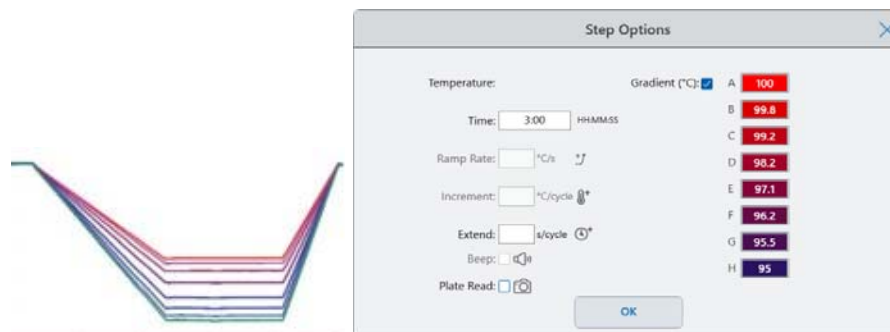 Step Options
Temperature:
Gradient (°C):
Time: 3:00 HH:MM:SS
Ramp Rate: °C/s
Increment: °C/cycle
Extend: s/cycle
Beep:
Plate Read:
A 100
B 99.8
C 99.2
D 98.2
E 97.1
F 96.2
G 95.5
H 95
OK